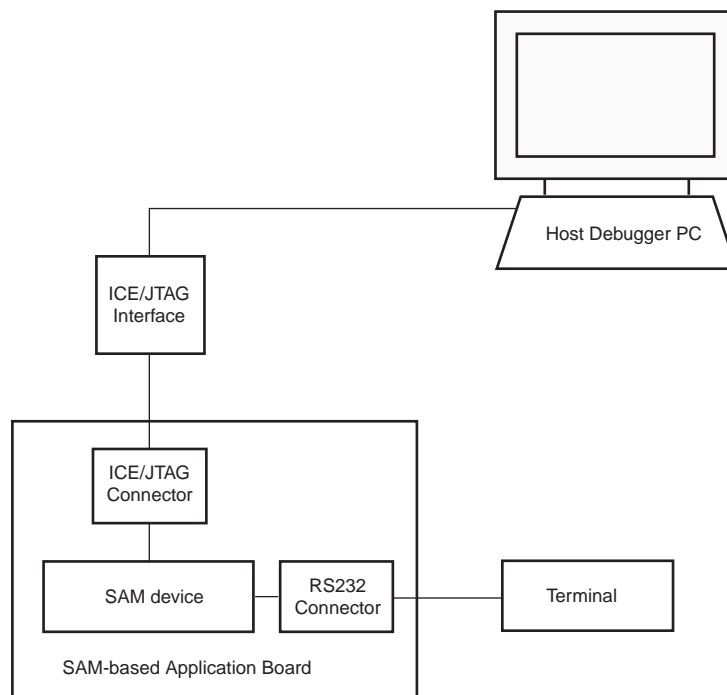 Host Debugger PC
ICE/JTAG
Interface
ICE/JTAG
Connector
SAM device
RS232
Connector
Terminal
SAM-based Application Board